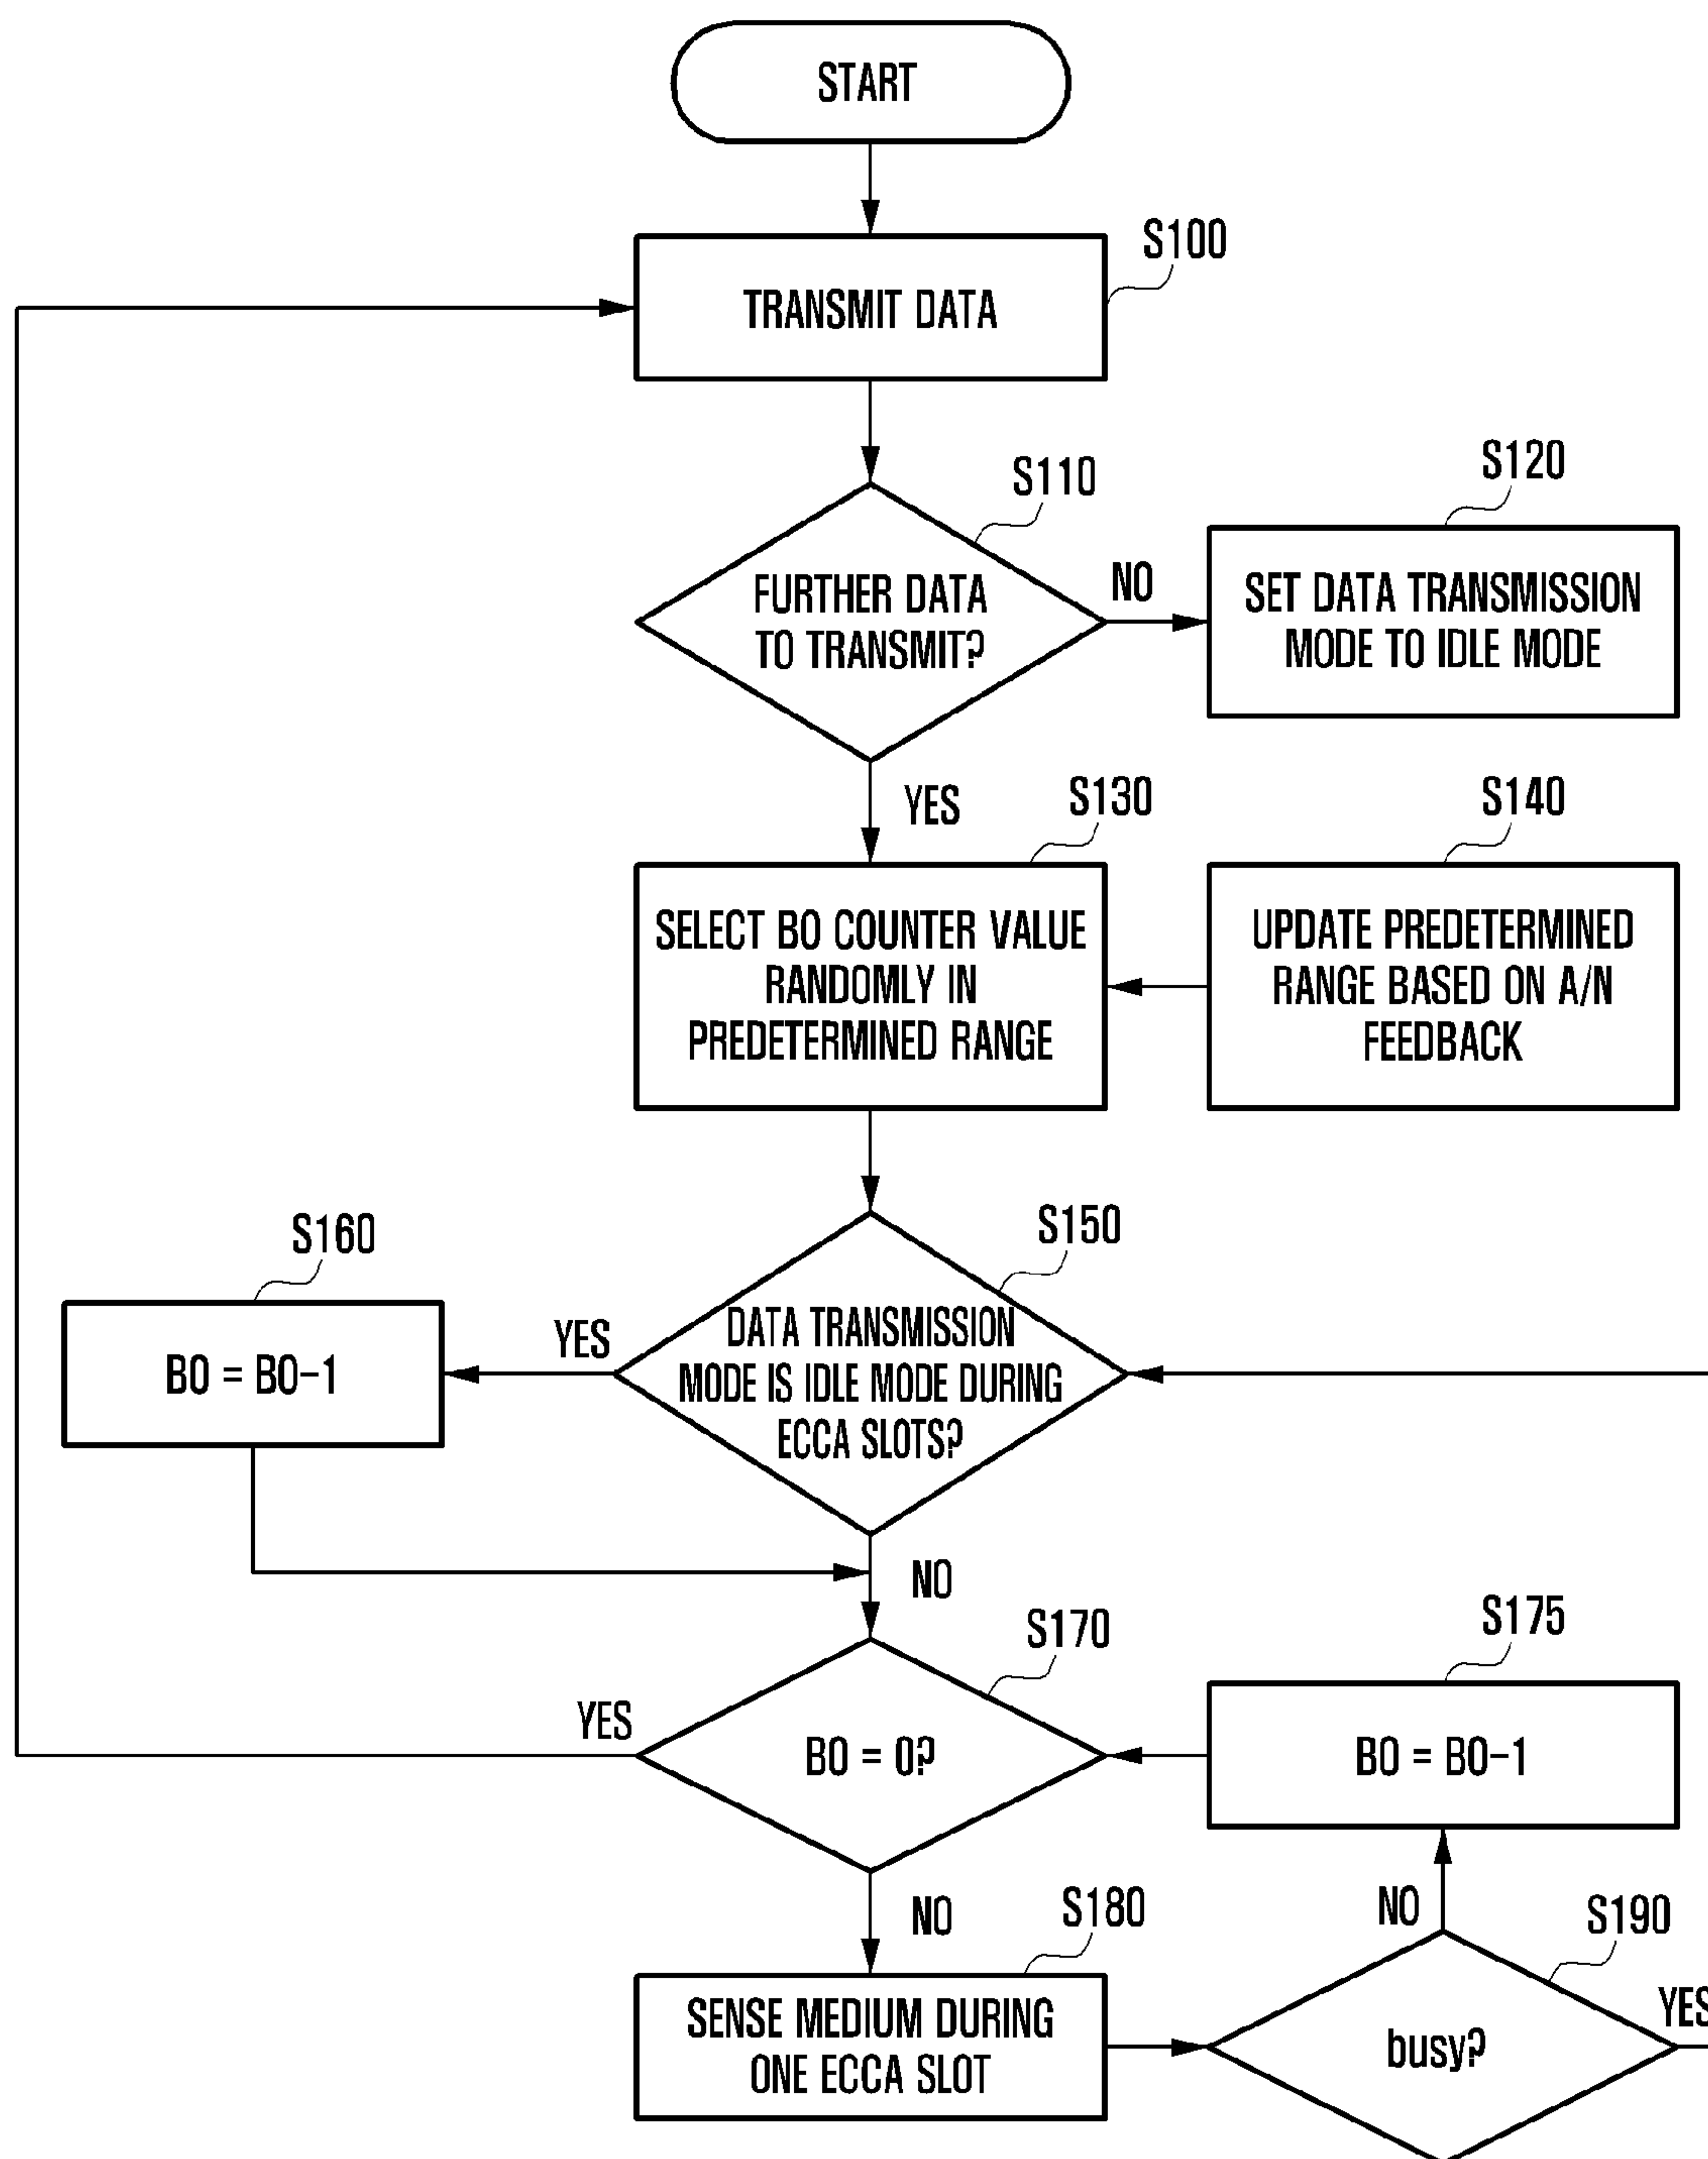 START
S100
TRANSMIT DATA
S110
S120
FURTHER DATA
TO TRANSMIT?
NO
SET DATA TRANSMISSION
MODE TO IDLE MODE
YES
S130
S140
SELECT BO COUNTER VALUE
RANDOMLY IN
PREDETERMINED RANGE
UPDATE PREDETERMINED
RANGE BASED ON A/N
FEEDBACK
S160
S150
BO = BO-1
YES
DATA TRANSMISSION
MODE IS IDLE MODE DURING
ECCA SLOTS?
NO
S170
S175
YES
BO = 0?
BO = BO-1
NO
S180
NO
S190
SENSE MEDIUM DURING
ONE ECCA SLOT
busy?
YES